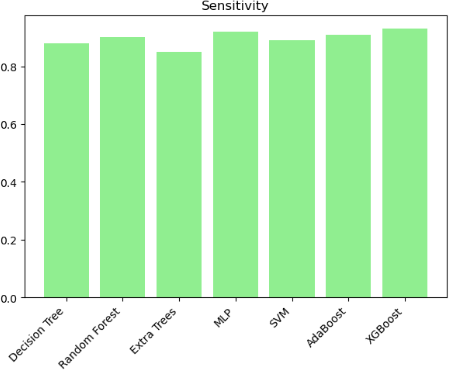 Sensitivity
0.8
0.6
0.4
0.2
0.0
Decision Tree
Random Forest
Extra Trees
MLP
SVM
AdaBoost
XGBoost